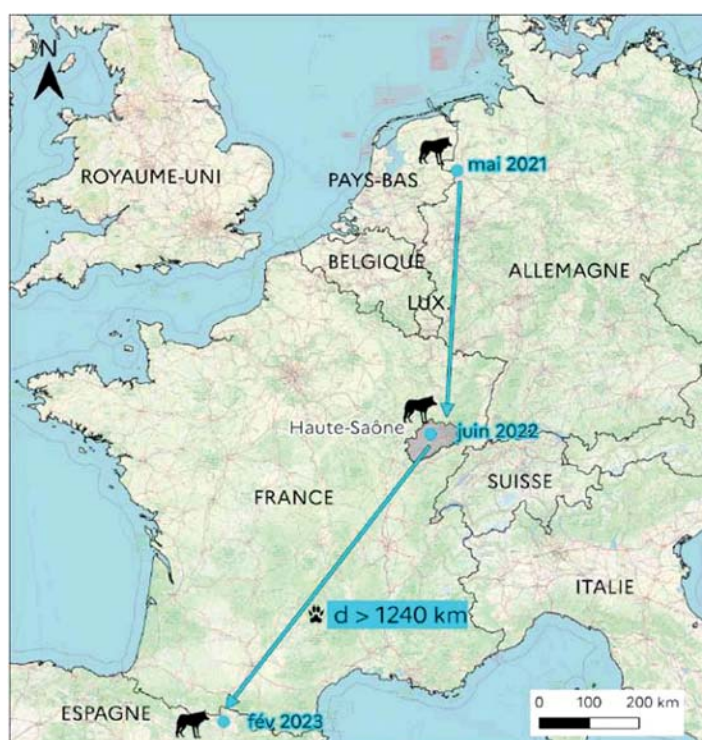 N
ROYAUME-UNI
PAYS-BAS
mai 2021
BELGIQUE
ALLEMAGNE
LUX.
Haute-Saône
juin 2022
SUISSE
FRANCE
ITALIE
d > 1240 km
ESPAGNE
fév 2023
0 100 200 km